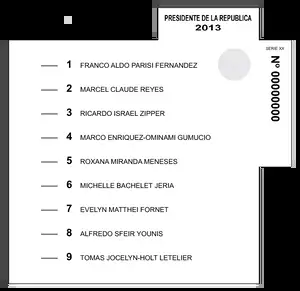 PRESIDENTE DE LA REPUBLICA
2013
SERIE XX
Nº 00000000
1 FRANCO ALDO PARISI FERNANDEZ
2 MARCEL CLAUDE REYES
3 RICARDO ISRAEL ZIPPER
4 MARCO ENRIQUEZ-OMINAMI GUMUCIO
5 ROXANA MIRANDA MENESES
6 MICHELLE BACHELET JERIA
7 EVELYN MATTHEI FORNET
8 ALFREDO SFEIR YOUNIS
9 TOMAS JOCELYN-HOLT LETELIER